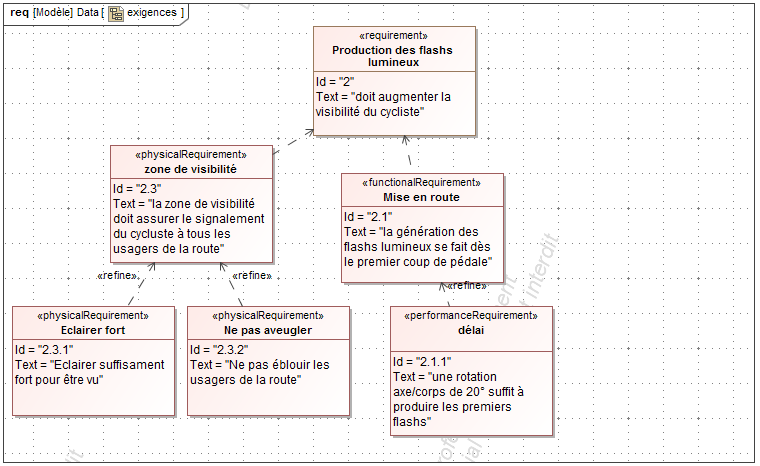 req [Modèle] Data [ exigences ]
«requirement»
Production des flashs
lumineux
Id = "2"
Text = "doit augmenter la
visibilité du cycliste"
«physicalRequirement»
zone de visibilité
Id = "2.3"
Text = "la zone de visibilité
doit assurer le signalement
du cycluste à tous les
usagers de la route"
«functionalRequirement»
Mise en route
Id = "2.1"
Text = "la génération des
flashs lumineux se fait dès
le premier coup de pédale"
«refine»
«refine»
«refine»
«physicalRequirement»
Eclairer fort
Id = "2.3.1"
Text = "Eclairer suffisament
fort pour être vu"
«physicalRequirement»
Ne pas aveugler
Id = "2.3.2"
Text = "Ne pas éblouir les
usagers de la route"
«performanceRequirement»
délai
Id = "2.1.1"
Text = "une rotation
axe/corps de 20° suffit à
produire les premiers
flashs"